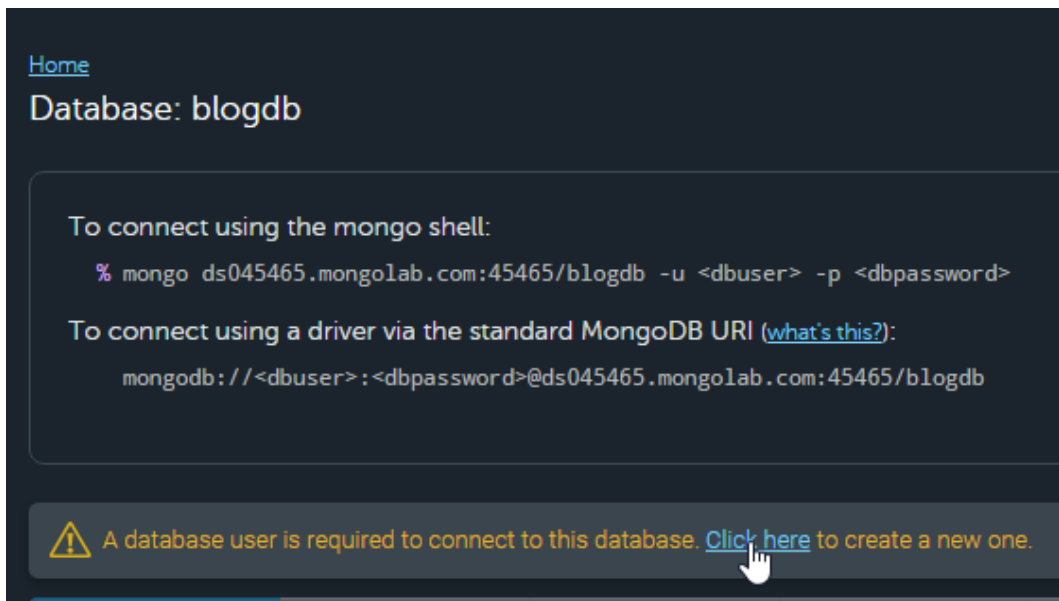 Home
Database: blogdb
To connect using the mongo shell:
% mongo ds045465.mongolab.com:45465/blogdb -u <dbuser> -p <dbpassword>
To connect using a driver via the standard MongoDB URI (what's this?):
mongodb://<dbuser>:<dbpassword>@ds045465.mongolab.com:45465/blogdb
A database user is required to connect to this database. Click here to create a new one.